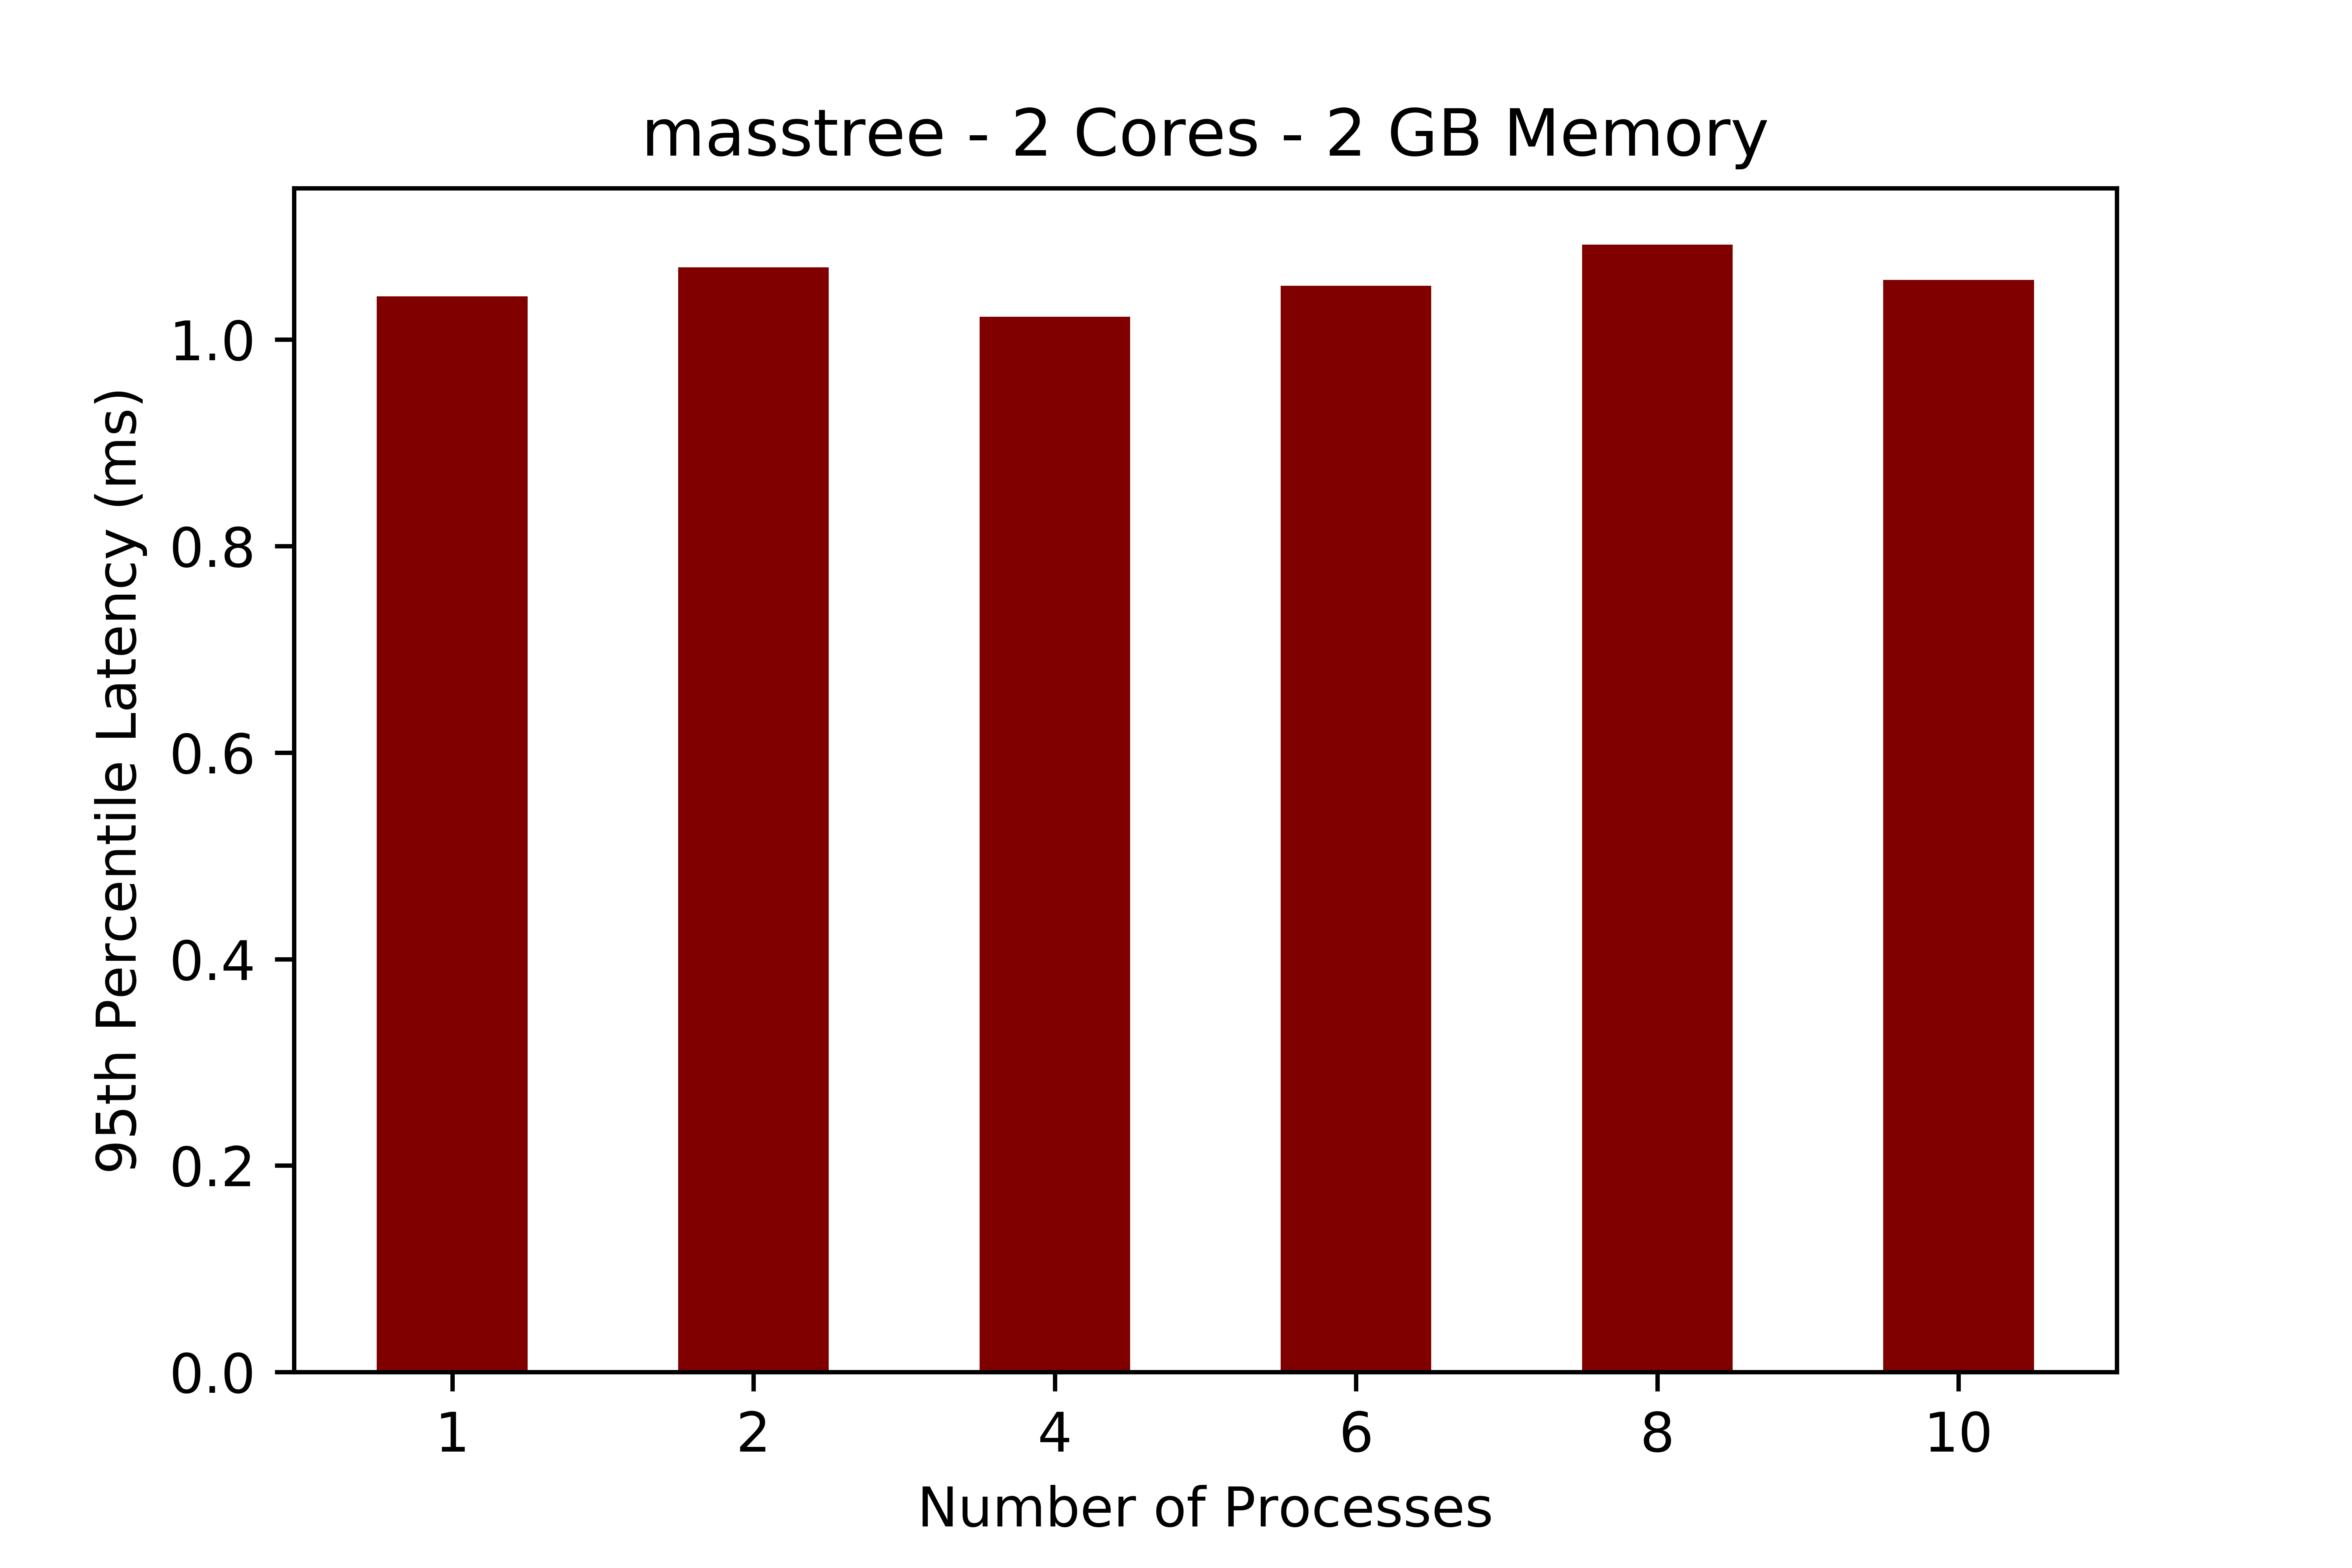 masstree - 2 Cores - 2 GB Memory
95th Percentile Latency (ms)
1.0
0.8
0.6
0.4
0.2
0.0
1 2 4 6 8 10
Number of Processes